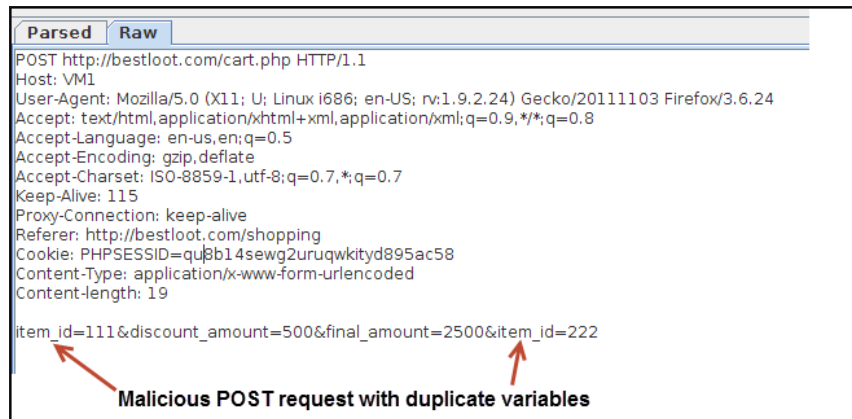 Parsed Raw
POST http://bestloot.com/cart.php HTTP/1.1
Host: VM1
User-Agent: Mozilla/5.0 (X11; U; Linux i686; en-US; rv:1.9.2.24) Gecko/20111103 Firefox/3.6.24
Accept: text/html,application/xhtml+xml,application/xml;q=0.9,*/*;q=0.8
Accept-Language: en-us,en;q=0.5
Accept-Encoding: gzip,deflate
Accept-Charset: ISO-8859-1,utf-8;q=0.7,*;q=0.7
Keep-Alive: 115
Proxy-Connection: keep-alive
Referer: http://bestloot.com/shopping
Cookie: PHPSESSID=qu8b14sewg2uruqwkityd895ac58
Content-Type: application/x-www-form-urlencoded
Content-length: 19
item_id=111&discount_amount=500&final_amount=2500&item_id=222
Malicious POST request with duplicate variables